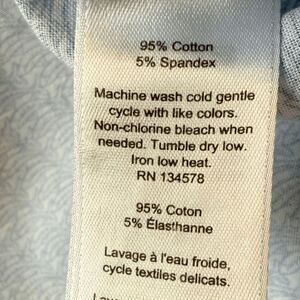 95% Cotton
5% Spandex
Machine wash cold gentle
cycle with like colors.
Non-chlorine bleach when
needed. Tumble dry low.
Iron low heat.
RN 134578
95% Coton
5% Élasthanne
Lavage à l'eau froide,
cycle textiles delicats.